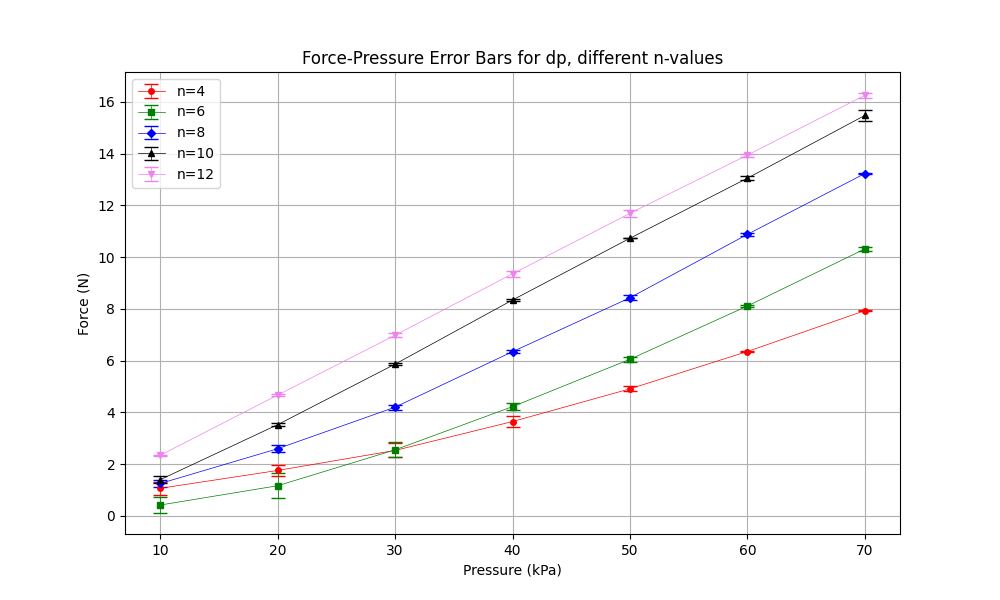 Force-Pressure Error Bars for dp, different n-values
n=4
n=6
n=8
n=10
n=12
16
14
12
10
8
6
4
2
0
Force (N)
10 20 30 40 50 60 70
Pressure (kPa)